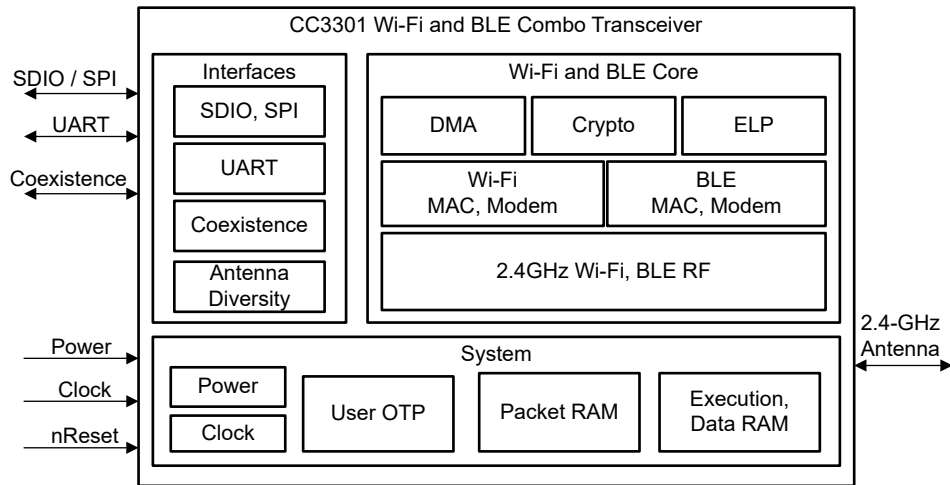 CC3301 Wi-Fi and BLE Combo Transceiver
SDIO / SPI
UART
Coexistence
Interfaces
SDIO, SPI
UART
Coexistence
Antenna
Diversity
Wi-Fi and BLE Core
DMA
Crypto
ELP
Wi-Fi
MAC, Modem
BLE
MAC, Modem
2.4GHz Wi-Fi, BLE RF
2.4-GHz
Antenna
Power
Clock
nReset
System
Power
Clock
User OTP
Packet RAM
Execution,
Data RAM